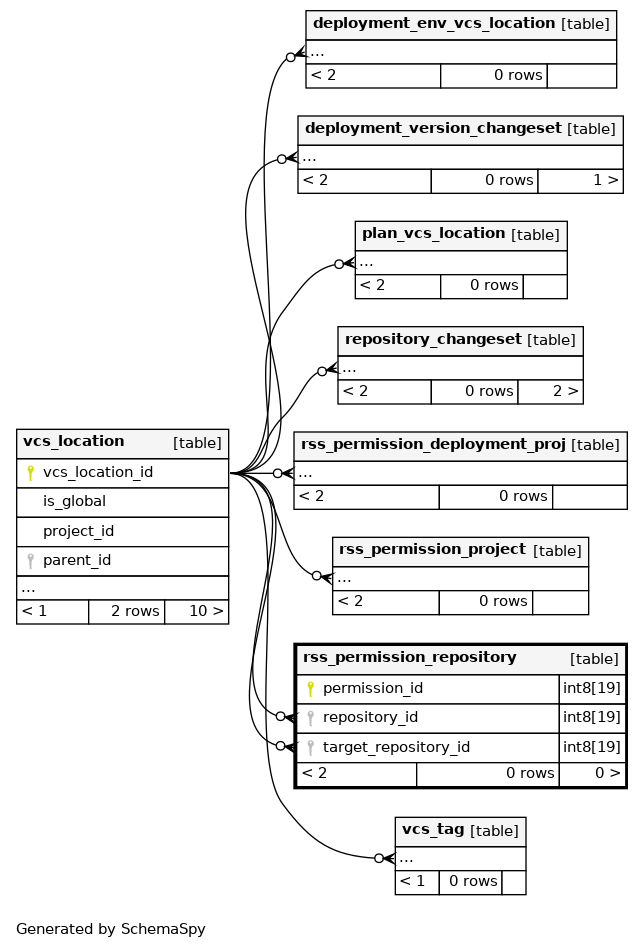 deployment_env_vcs_location [table]
...
< 2 0 rows
deployment_version_changeset [table]
...
< 2 0 rows 1 >
plan_vcs_location [table]
...
< 2 0 rows
repository_changeset [table]
...
< 2 0 rows 2 >
vcs_location [table]
vcs_location_id
is_global
project_id
parent_id
...
< 1 2 rows 10 >
rss_permission_deployment_proj [table]
...
< 2 0 rows
rss_permission_project [table]
...
< 2 0 rows
rss_permission_repository [table]
permission_id int8[19]
repository_id int8[19]
target_repository_id int8[19]
< 2 0 rows 0 >
vcs_tag [table]
...
< 1 0 rows
Generated by SchemaSpy